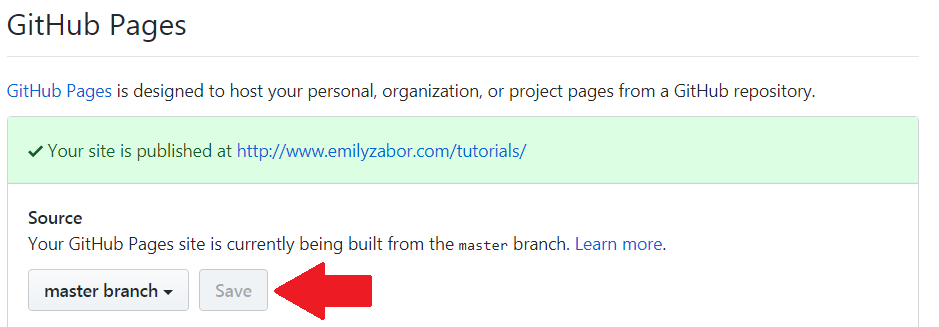 GitHub Pages
GitHub Pages is designed to host your personal, organization, or project pages from a GitHub repository.
✔ Your site is published at http://www.emilyzabor.com/tutorials/
Source
Your GitHub Pages site is currently being built from the master branch. Learn more.
master branch Save